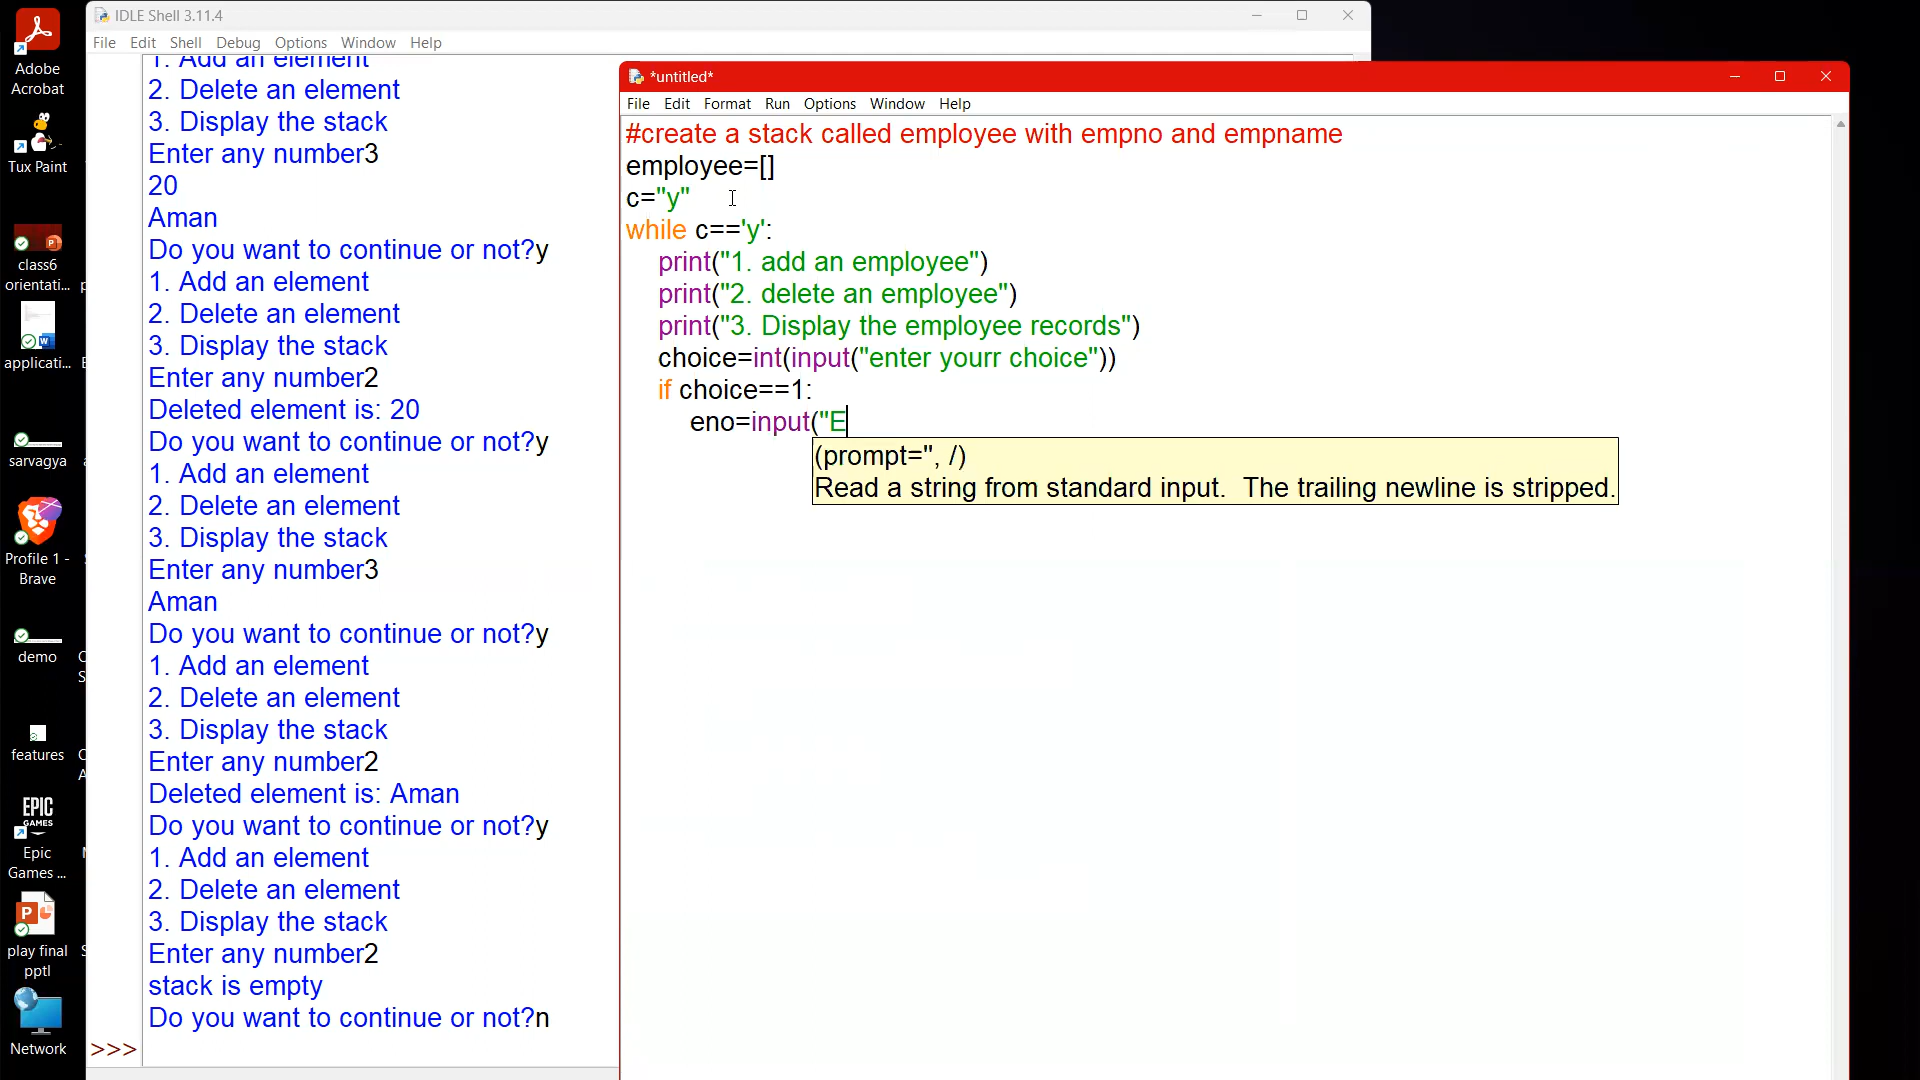 Adobe
Acrobat
Tux Paint
class6
orientati...
applicati...
sarvagya
Profile 1 -
Brave
demo
features
EPIC
GAMES
Epic
Games ...
play final
pptl
Network
IDLE Shell 3.11.4
File Edit Shell Debug Options Window Help
1. Add an element
2. Delete an element
3. Display the stack
Enter any number3
20
Aman
Do you want to continue or not?y
1. Add an element
2. Delete an element
3. Display the stack
Enter any number2
Deleted element is: 20
Do you want to continue or not?y
1. Add an element
2. Delete an element
3. Display the stack
Enter any number3
Aman
Do you want to continue or not?y
1. Add an element
2. Delete an element
3. Display the stack
Enter any number2
Deleted element is: Aman
Do you want to continue or not?y
1. Add an element
2. Delete an element
3. Display the stack
Enter any number2
stack is empty
Do you want to continue or not?n
>>>
*untitled*
File Edit Format Run Options Window Help
#create a stack called employee with empno and empname
employee=[]
c="y"
while c=='y':
print("1. add an employee")
print("2. delete an employee")
print("3. Display the employee records")
choice=int(input("enter yourr choice"))
if choice==1:
eno=input("E
(prompt='', /)
Read a string from standard input. The trailing newline is stripped.